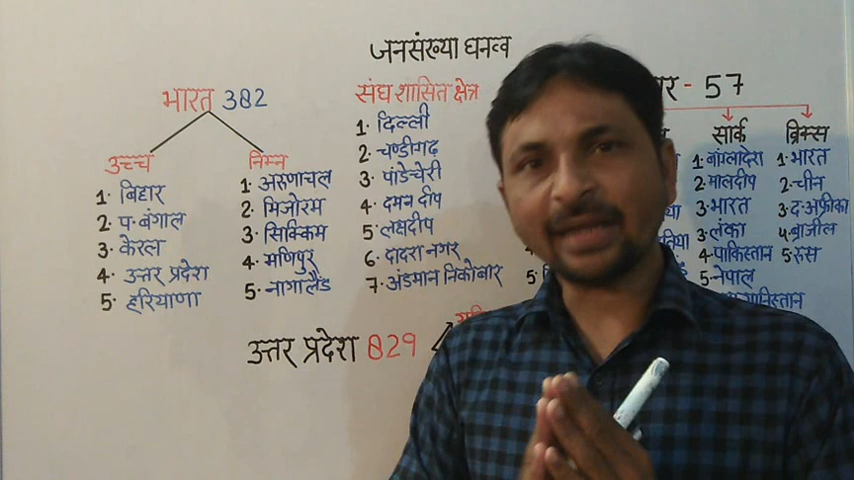 जनसंख्या घनत्व
भारत 382
उच्च
1. बिहार
2. प. बंगाल
3. केरल
4. उत्तर प्रदेश
5. हरियाणा
निम्न
1. अरुणाचल
2. मिजोरम
3. सिक्किम
4. मणिपुर
5. नागालैंड
संघ शासित क्षेत्र
1. दिल्ली
2. चण्डीगढ़
3. पांडेचेरी
4. दमन दीप
5. लक्षदीप
6. दादरा नगर
7. अंडमान निकोबार
- 57
सार्क
1. बांग्लादेश
2. मालदीप
3. भारत
3. लंका
4. पाकिस्तान
5. नेपाल
ब्रिम्स
1. भारत
2. चीन
3. द. अफ्रीका
4. ब्राजील
5. रूस
उत्तर प्रदेश 829